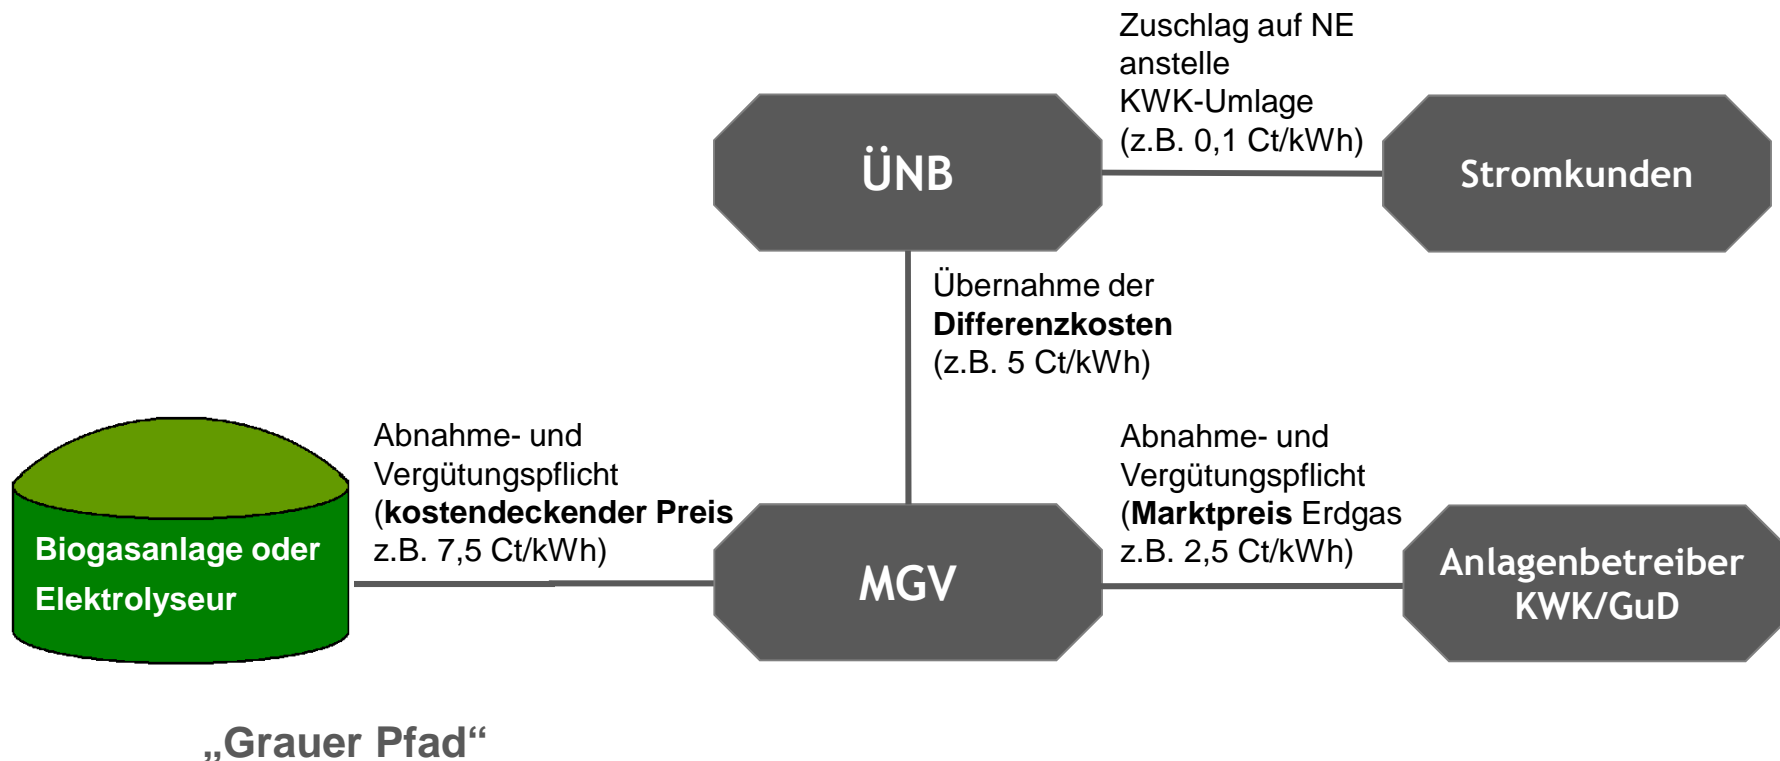 Zuschlag auf NE
anstelle
KWK-Umlage
(z.B. 0,1 Ct/kWh)
ÜNB
Stromkunden
Übernahme der
Differenzkosten
(z.B. 5 Ct/kWh)
Abnahme- und
Vergütungspflicht
(kostendeckender Preis
z.B. 7,5 Ct/kWh)
Abnahme- und
Vergütungspflicht
(Marktpreis Erdgas
z.B. 2,5 Ct/kWh)
Biogasanlage oder
Elektrolyseur
MGV
Anlagenbetreiber
KWK/GuD
„Grauer Pfad“